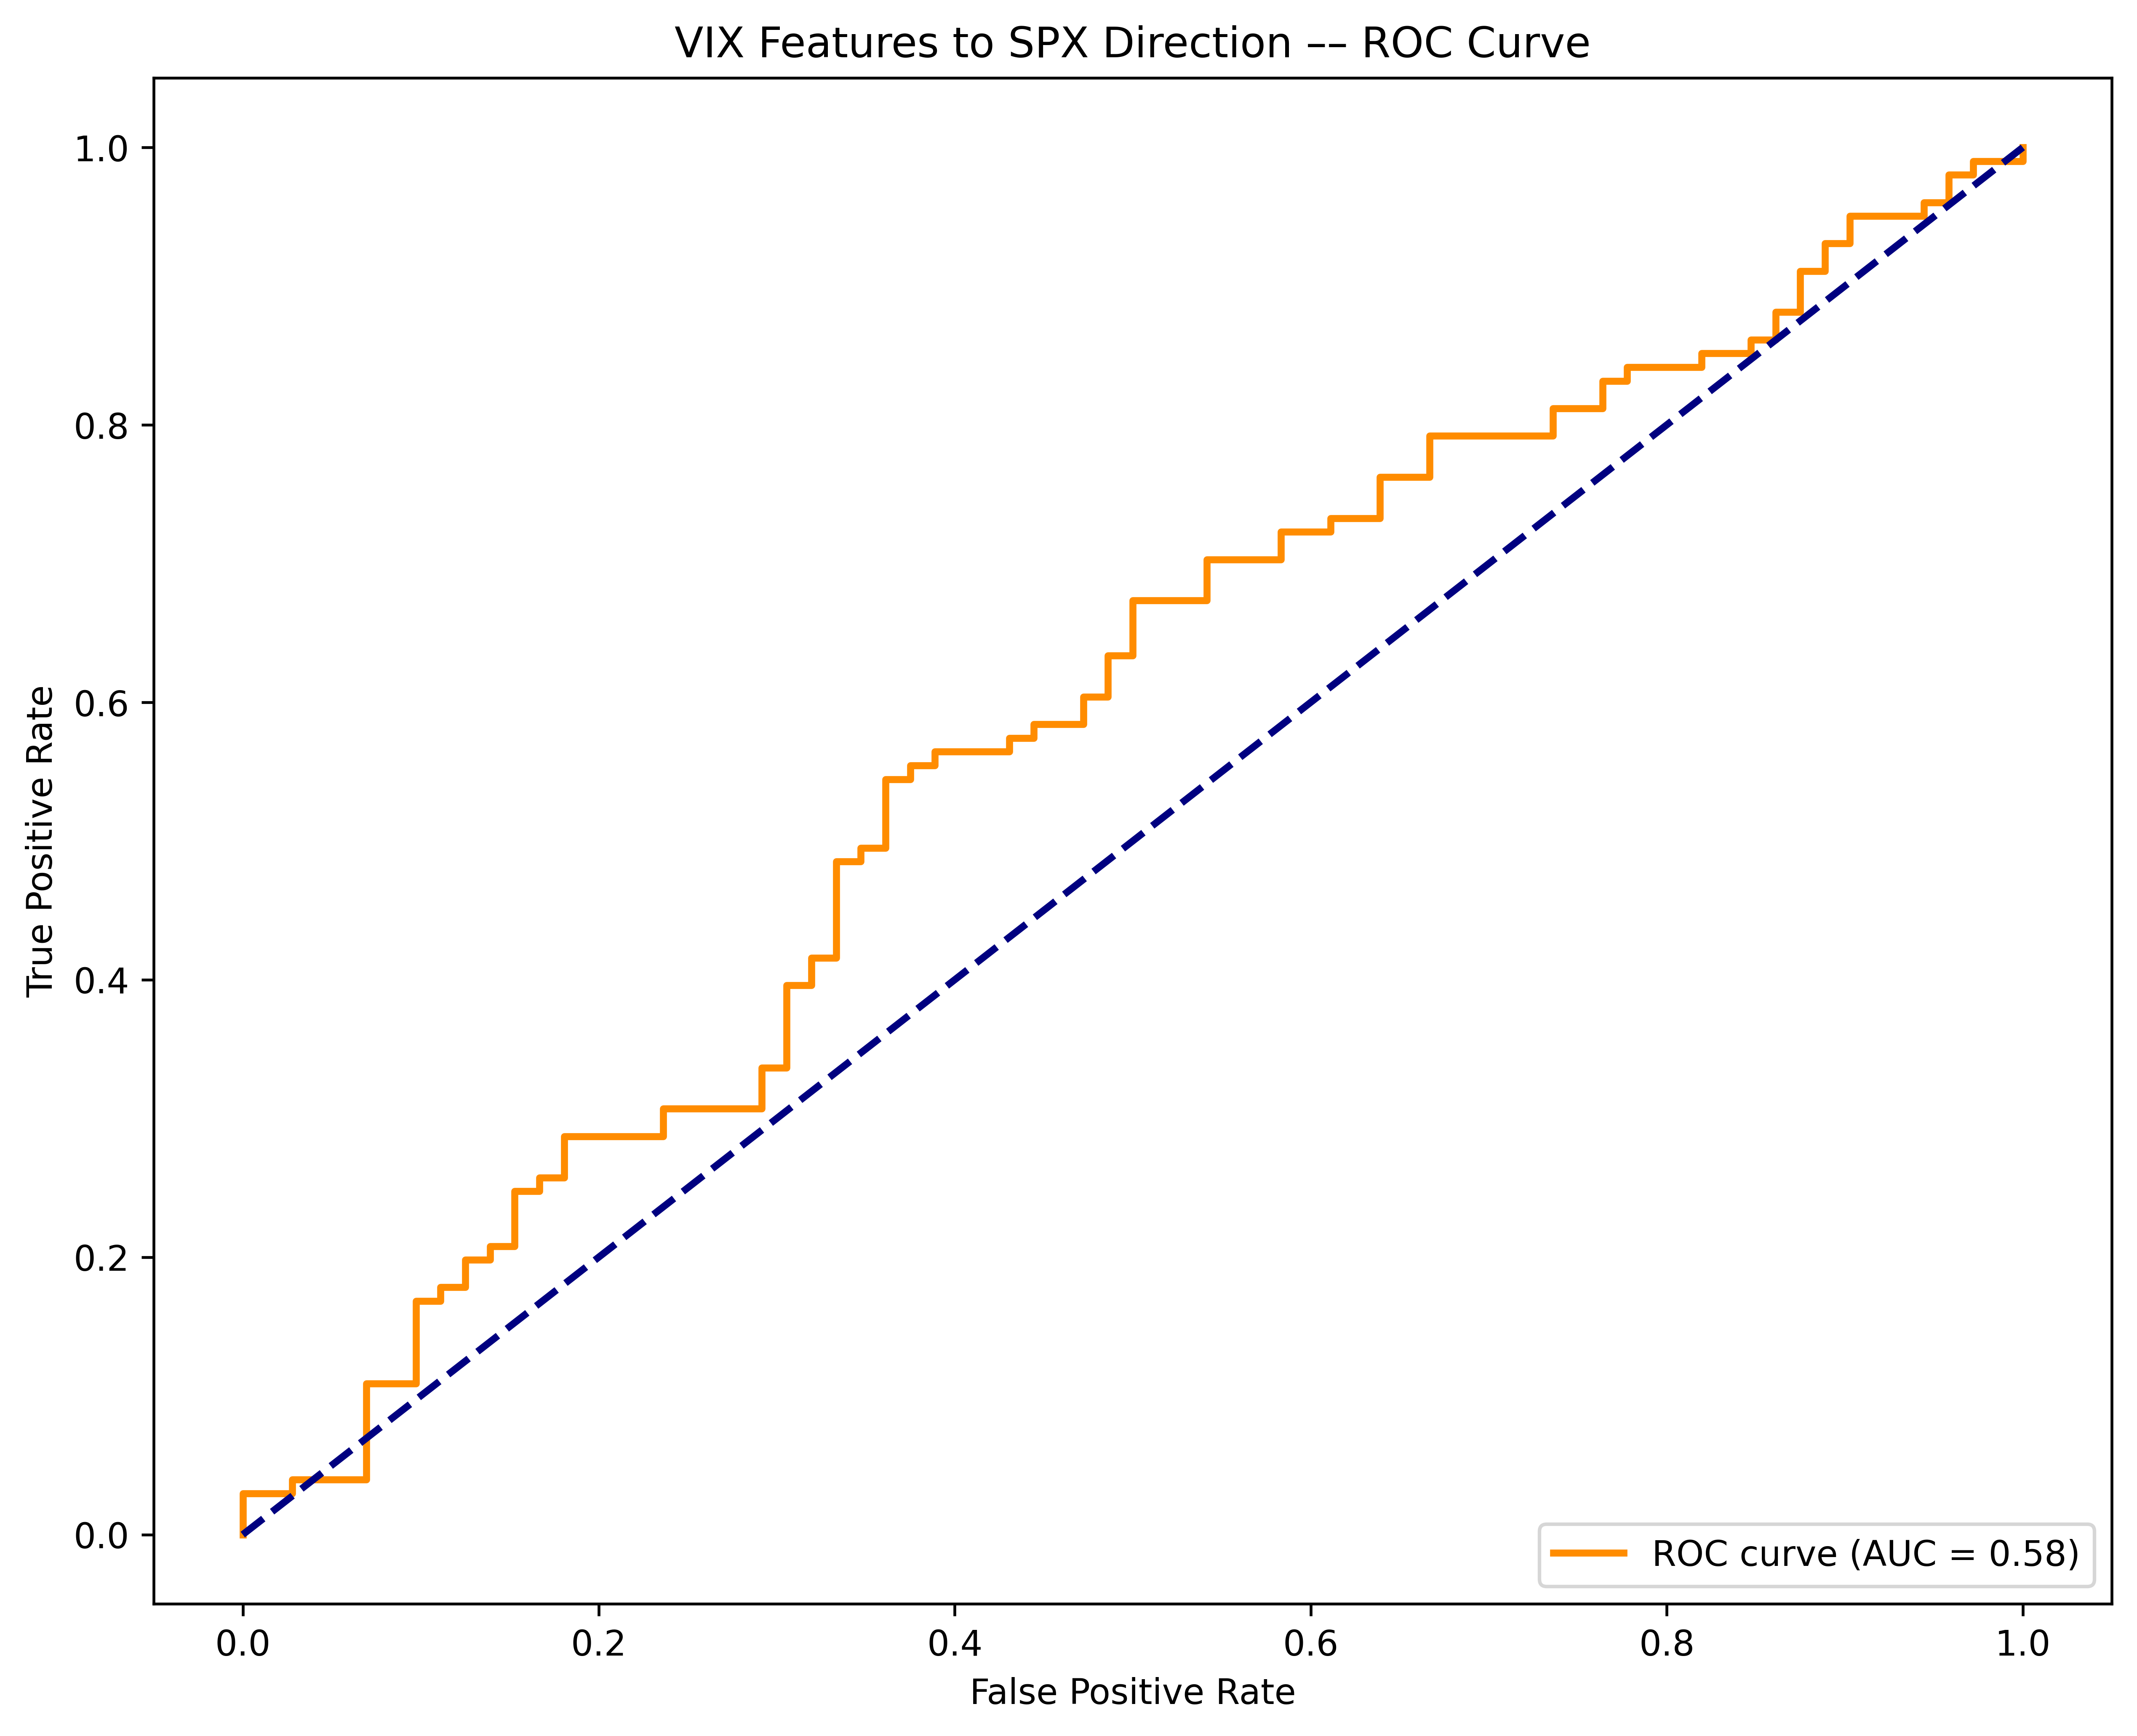 VIX Features to SPX Direction -- ROC Curve
1.0
0.8
0.6
0.4
0.2
0.0
True Positive Rate
ROC curve (AUC = 0.58)
0.0 0.2 0.4 0.6 0.8 1.0
False Positive Rate